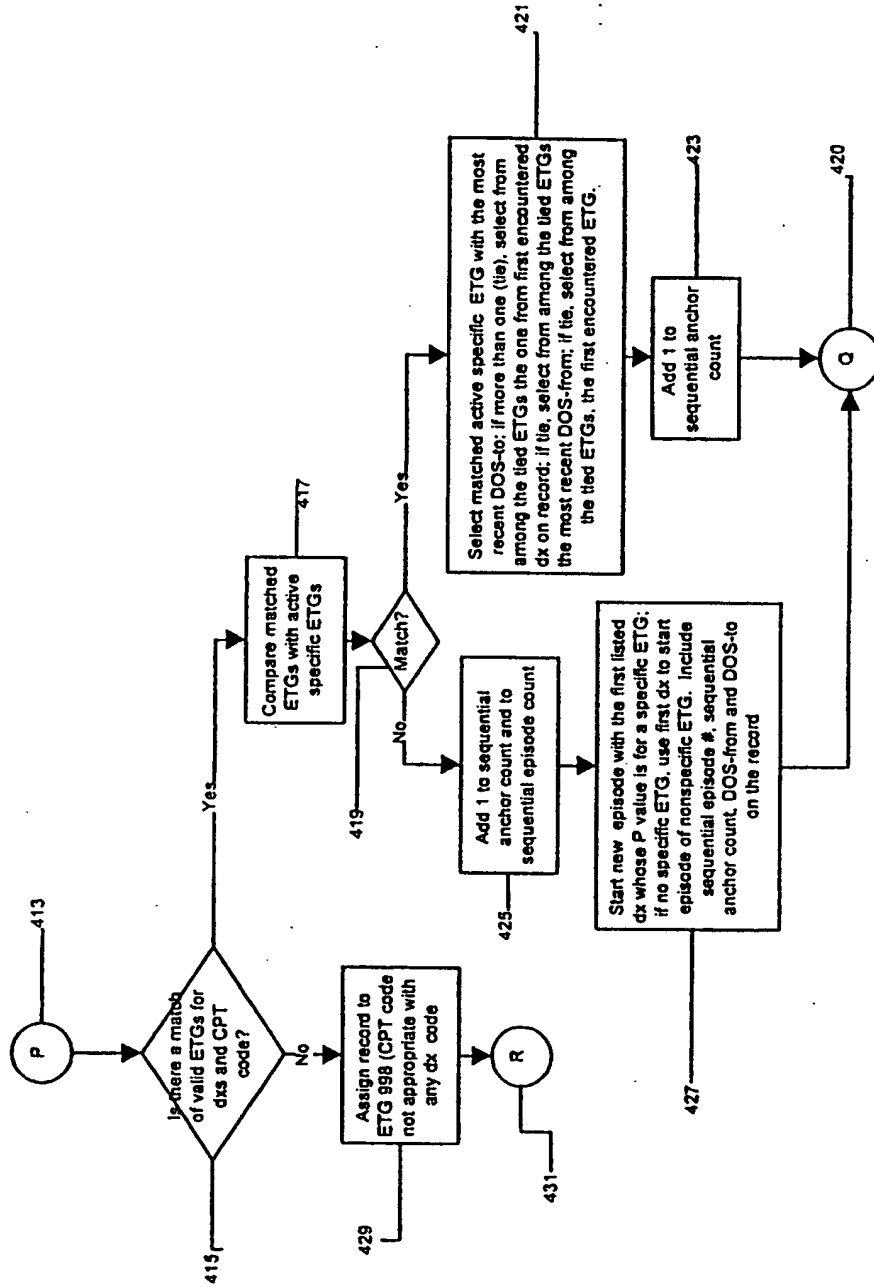 P
413
Is there a match
of valid ETGs for
dxs and CPT
code?
415
Yes
No
Compare matched
ETGs with active
specific ETGs
417
Match?
419
Yes
No
Assign record to
ETG 998 (CPT code
not appropriate with
any dx code
429
R
431
Add 1 to sequential
anchor count and to
sequential episode count
425
Select matched active specific ETG with the most
recent DOS-to; if more than one (tie), select from
among the tied ETGs the one from first encountered
dx on record; if tie, select from among the tied ETGs
the most recent DOS-from; if tie, select from among
the tied ETGs, the first encountered ETG.
421
Start new episode with the first listed
dx whose P value is for a specific ETG;
if no specific ETG, use first dx to start
episode of nonspecific ETG. Include
sequential episode #, sequential
anchor count, DOS-from and DOS-to
on the record
427
Add 1 to
sequential anchor
count
423
Q
420